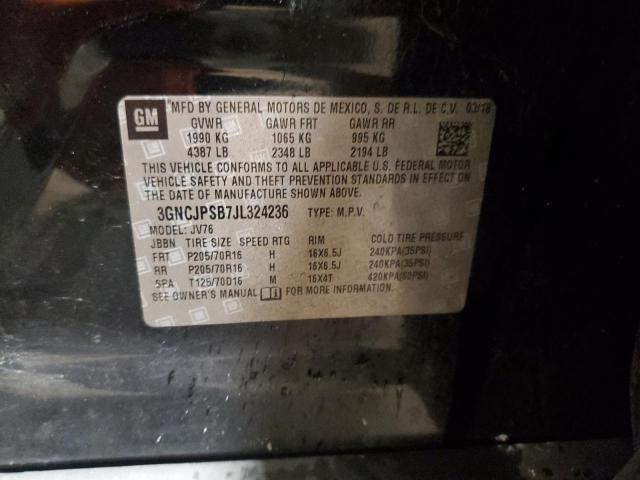 GM
MFD BY GENERAL MOTORS DE MEXICO, S. DE R.L. DE C.V. 03/18
GVWR GAWR FRT GAWR RR
1990 KG 1065 KG 995 KG
4387 LB 2348 LB 2194 LB
THIS VEHICLE CONFORMS TO ALL APPLICABLE U.S. FEDERAL MOTOR
VEHICLE SAFETY AND THEFT PREVENTION STANDARDS IN EFFECT ON
THE DATE OF MANUFACTURE SHOWN ABOVE.
3GNCJPSB7JL324236 TYPE: M.P.V.
MODEL: JV76
JBBN TIRE SIZE SPEED RTG RIM COLD TIRE PRESSURE
FRT P205/70R16 H 16X6.5J 240KPA(35PSI)
RR P205/70R16 H 16X6.5J 240KPA(35PSI)
SPA T125/70D16 M 16X4T 420KPA(60PSI)
SEE OWNER'S MANUAL FOR MORE INFORMATION.